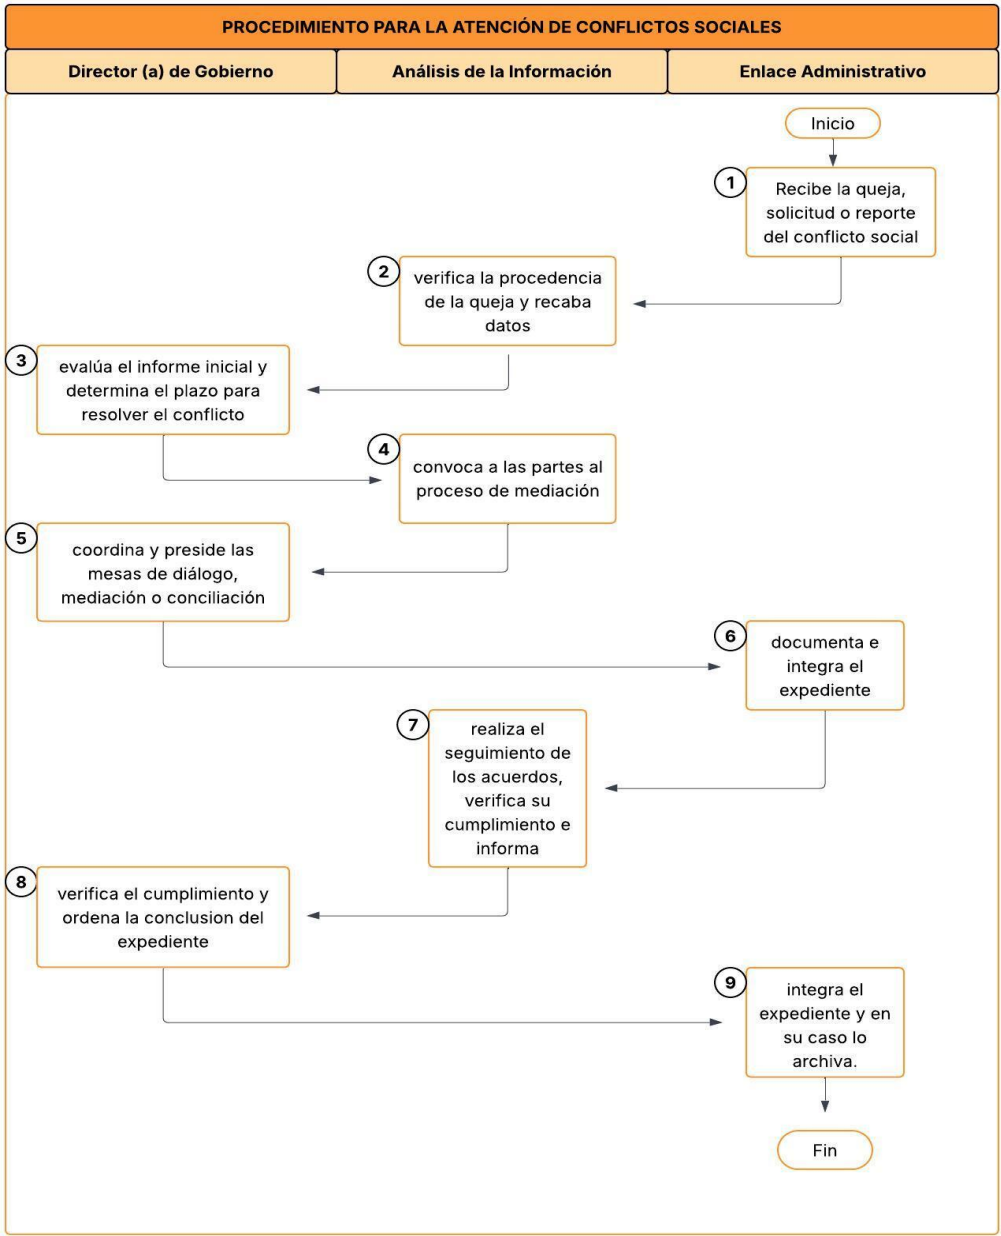 PROCEDIMIENTO PARA LA ATENCIÓN DE CONFLICTOS SOCIALES
Director (a) de Gobierno
Análisis de la Información
Enlace Administrativo
Inicio
1
Recibe la queja,
solicitud o reporte
del conflicto social
2
verifica la procedencia
de la queja y recaba
datos
3
evalúa el informe inicial y
determina el plazo para
resolver el conflicto
4
convoca a las partes al
proceso de mediación
5
coordina y preside las
mesas de diálogo,
mediación o conciliación
6
documenta e
integra el
expediente
7
realiza el
seguimiento de
los acuerdos,
verifica su
cumplimiento e
informa
8
verifica el cumplimiento y
ordena la conclusion del
expediente
9
integra el
expediente y en
su caso lo
archiva.
Fin